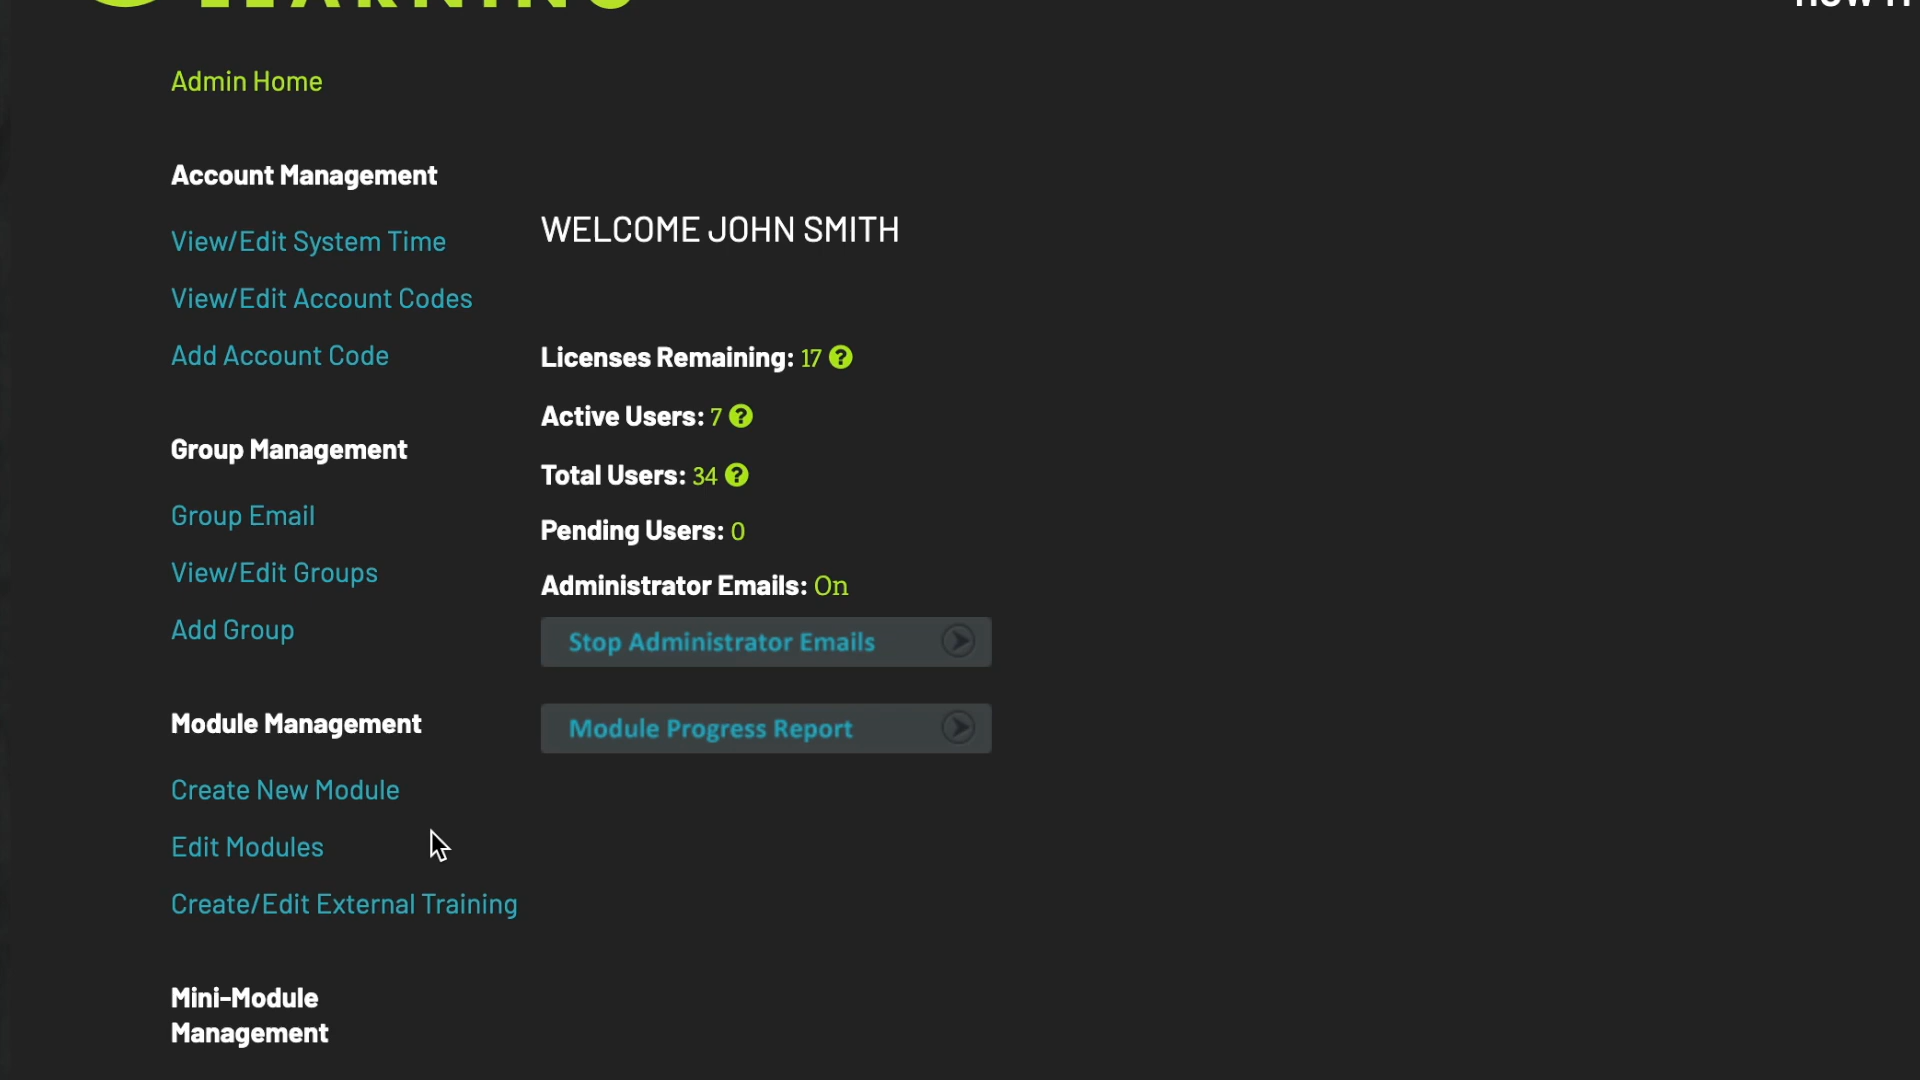 LEARNING
HOW IT
Admin Home
Account Management
View/Edit System Time
View/Edit Account Codes
Add Account Code
Group Management
Group Email
View/Edit Groups
Add Group
Module Management
Create New Module
Edit Modules
Create/Edit External Training
Mini-Module
Management
WELCOME JOHN SMITH
Licenses Remaining: 17 ?
Active Users: 7 ?
Total Users: 34 ?
Pending Users: 0
Administrator Emails: On
Stop Administrator Emails
Module Progress Report